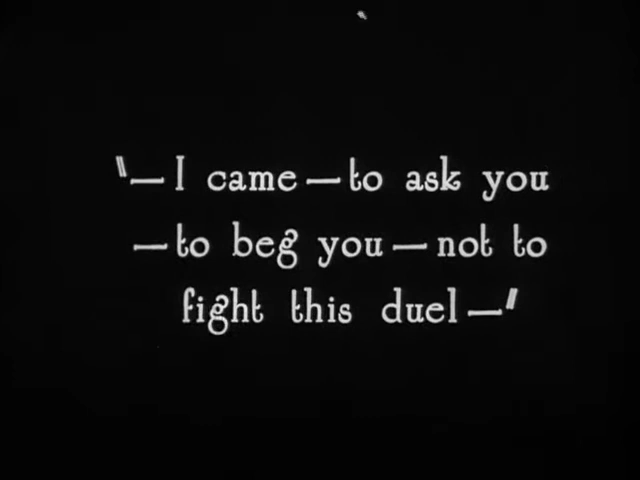 "—I came—to ask you
—to beg you—not to
fight this duel—"